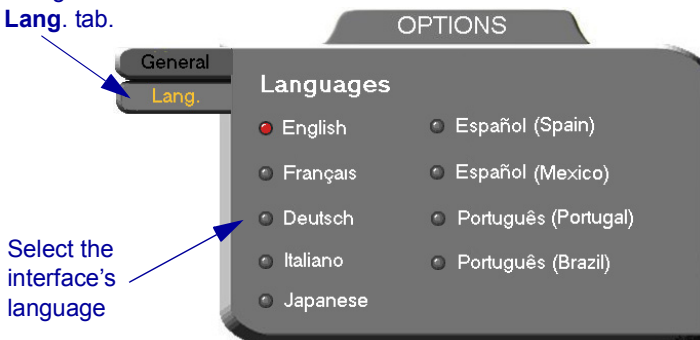 Lang. tab.
OPTIONS
General
Lang.
Languages
English
Español (Spain)
Français
Español (Mexico)
Deutsch
Português (Portugal)
Italiano
Português (Brazil)
Japanese
Select the
interface's
language